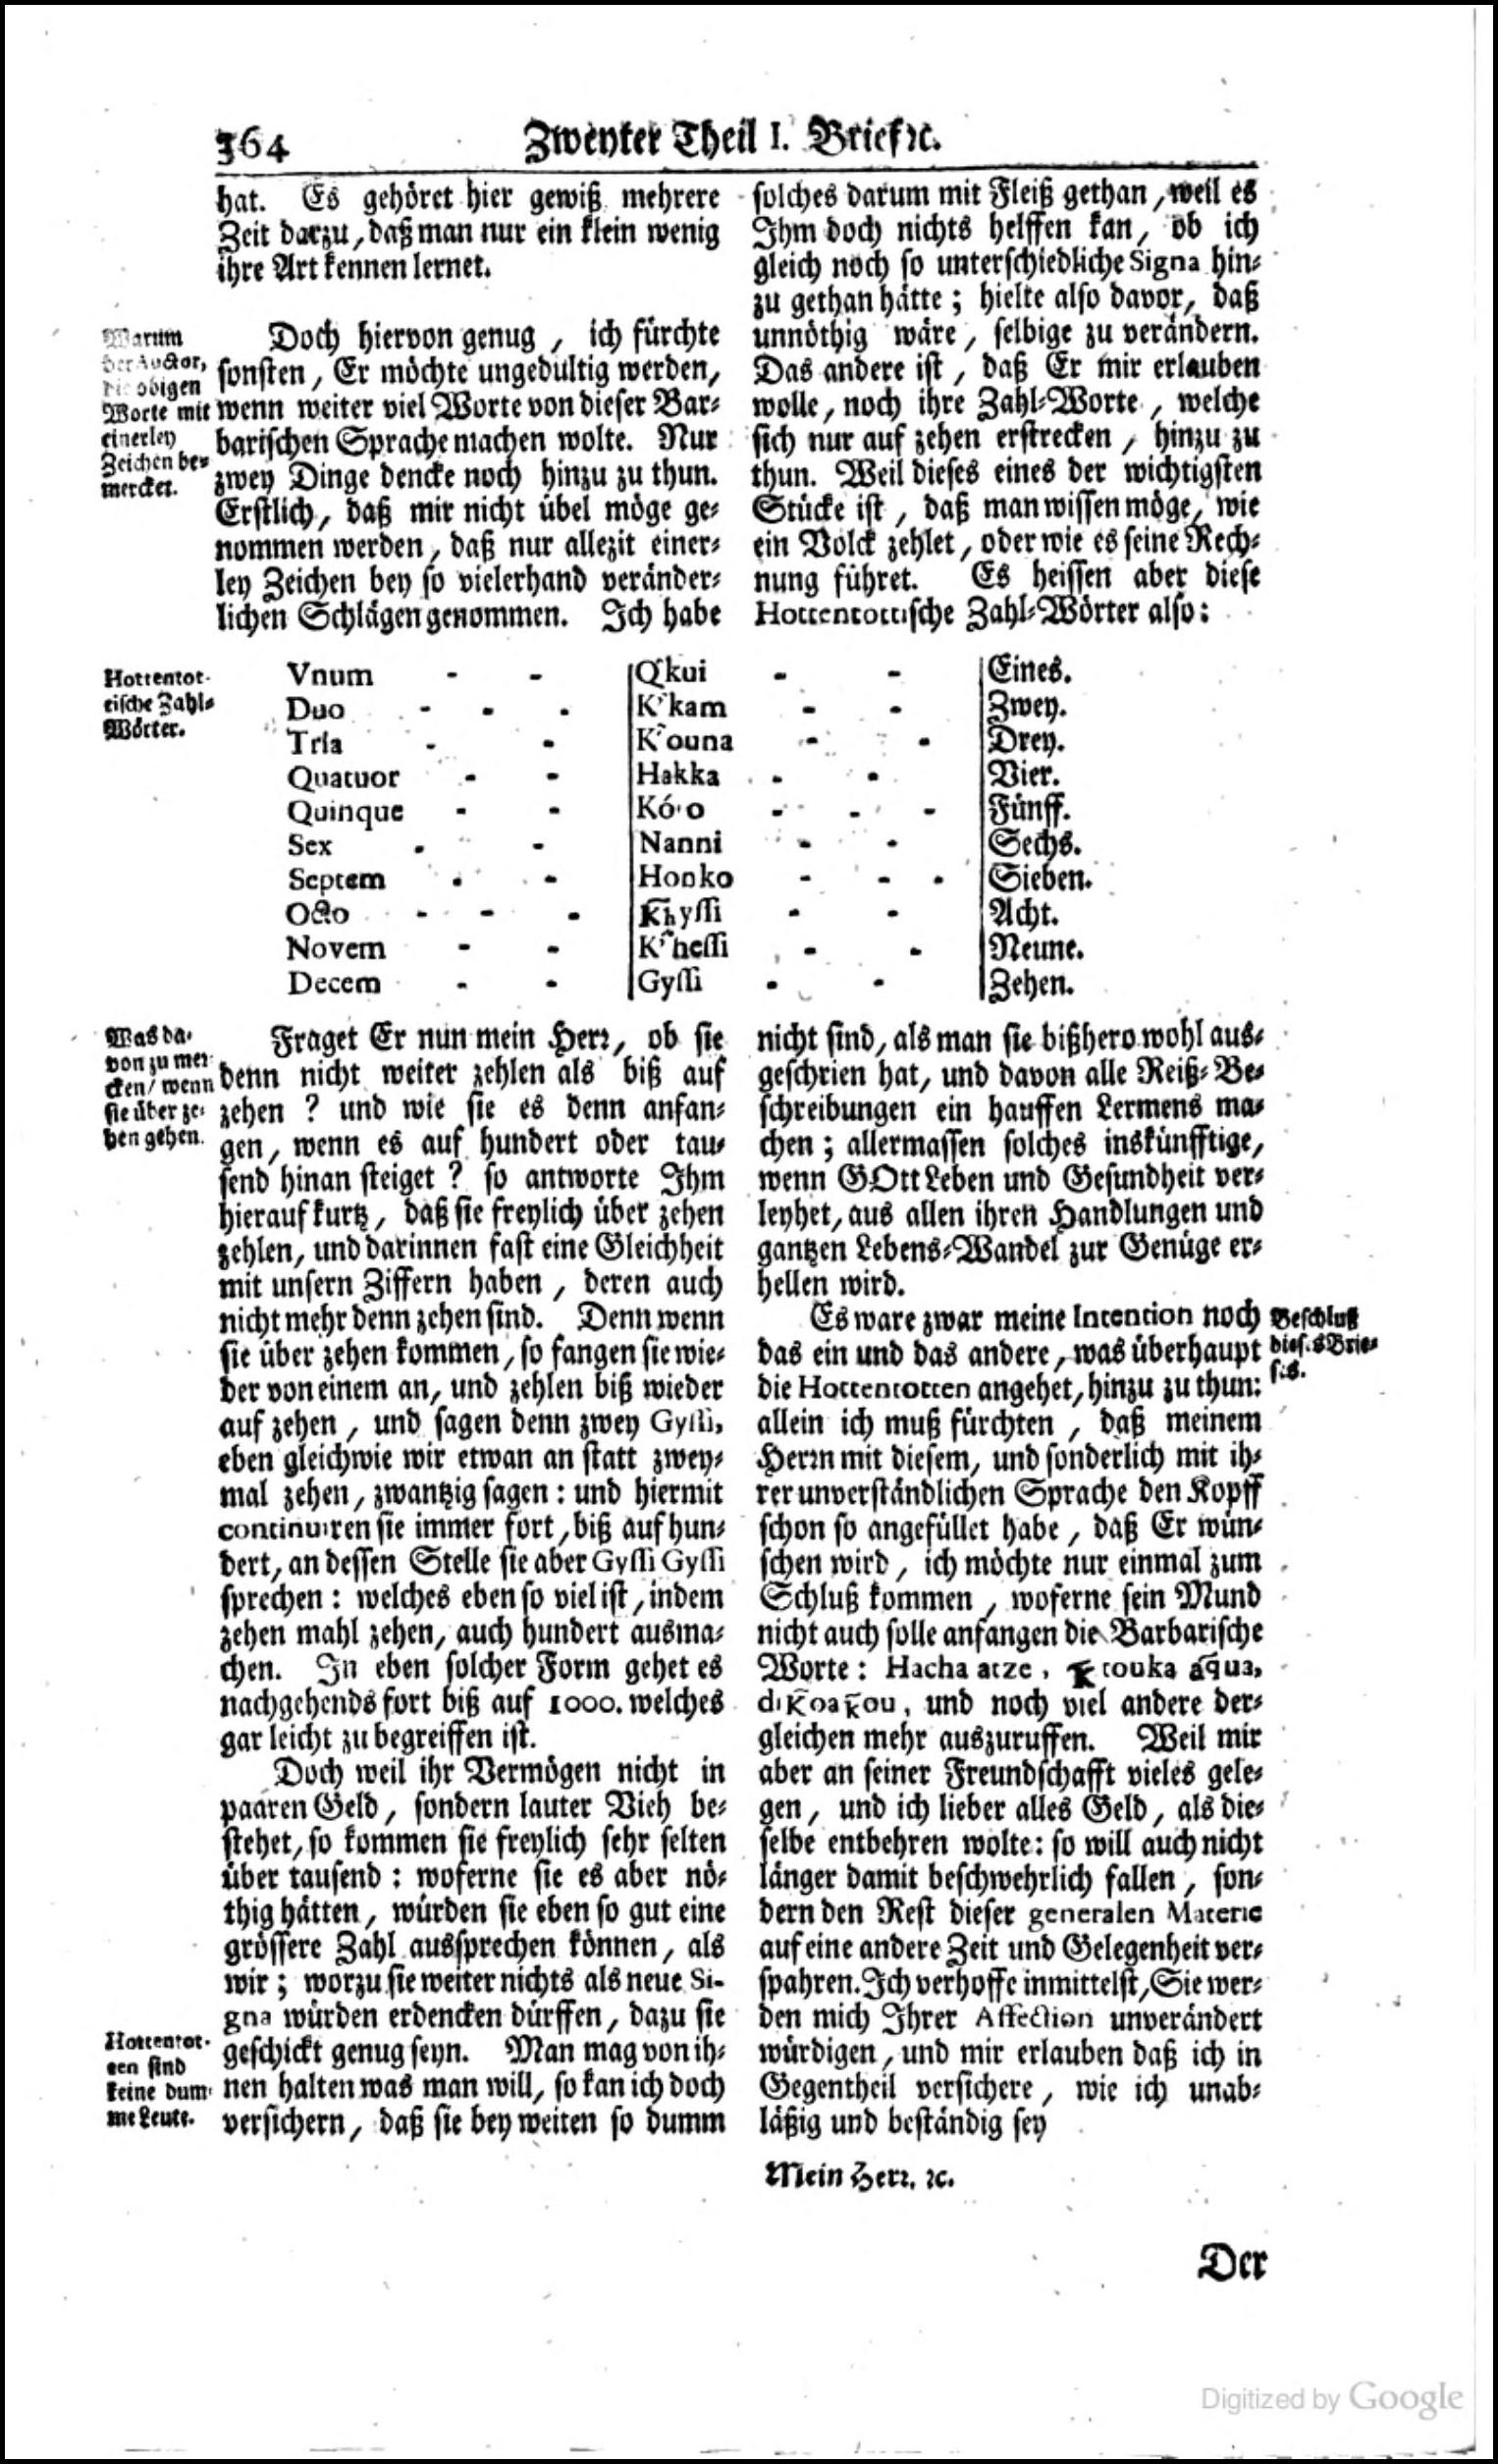 364
Zweyter Theil I. Brief ꝛc.
hat. Es gehöret hier gewiß mehrere
Zeit darzu, daß man nur ein klein wenig
ihre Art kennen lernet.
Warum
der Auctor,
die obigen
Worte mit
einerley
Zeichen be-
mercket.
Doch hiervon genug, ich fürchte
sonsten, Er möchte ungedultig werden,
wenn weiter viel Worte von dieser Bar-
barischen Sprache machen wolte. Nur
zwey Dinge dencke noch hinzu zu thun.
Erstlich, daß mir nicht übel möge ge-
nommen werden, daß nur allezit einer-
ley Zeichen bey so vielerhand veränder-
lichen Schlägen genommen. Ich habe
solches darum mit Fleiß gethan, weil es
Ihm doch nichts helffen kan, ob ich
gleich noch so unterschiedliche Signa hin-
zu gethan hätte; hielte also davor, daß
unnöthig wäre, selbige zu verändern.
Das andere ist, daß Er mir erlauben
wolle, noch ihre Zahl-Worte, welche
sich nur auf zehen erstrecken, hinzu zu
thun. Weil dieses eines der wichtigsten
Stücke ist, daß man wissen möge, wie
ein Volck zehlet, oder wie es seine Rech-
nung führet. Es heissen aber diese
Hottentottische Zahl-Wörter also:
Hottentot-
tische Zahl-
Wörter.
Vnum - - Q'kui - - Eines.
Duo - - - K'kam - - Zwey.
Tria - - K'ouna - - Drey.
Quatuor - - Hakka - - Vier.
Quinque - - Kó·o - - - Fünff.
Sex - - Nanni - - Sechs.
Septem - - Honko - - - Sieben.
Octo - - - K̄hyſſi - - Acht.
Novem - - K'heſſi - - Neune.
Decem - - Gyſſi - - Zehen.
Was da-
von zu mer-
cken/ wenn
sie über ze-
hen gehen.
Fraget Er nun mein Herr, ob sie
denn nicht weiter zehlen als biß auf
zehen? und wie sie es denn anfan-
gen, wenn es auf hundert oder tau-
send hinan steiget? so antworte Ihm
hierauf kurtz, daß sie freylich über zehen
zehlen, und darinnen fast eine Gleichheit
mit unsern Ziffern haben, deren auch
nicht mehr denn zehen sind. Denn wenn
sie über zehen kommen, so fangen sie wie-
der von einem an, und zehlen biß wieder
auf zehen, und sagen denn zwey Gyſſi,
eben gleichwie wir etwan an statt zwey-
mal zehen, zwantzig sagen: und hiermit
continuiren sie immer fort, biß auf hun-
dert, an dessen Stelle sie aber Gyſſi Gyſſi
sprechen: welches eben so viel ist, indem
zehen mahl zehen, auch hundert ausma-
chen. In eben solcher Form gehet es
nachgehends fort biß auf 1000. welches
gar leicht zu begreiffen ist.
Doch weil ihr Vermögen nicht in
paaren Geld, sondern lauter Vieh be-
stehet, so kommen sie freylich sehr selten
über tausend: woferne sie es aber nö-
thig hätten, würden sie eben so gut eine
grössere Zahl aussprechen können, als
wir; worzu sie weiter nichts als neue Si-
gna würden erdencken dürffen, dazu sie
geschickt genug seyn. Man mag von ih-
nen halten was man will, so kan ich doch
versichern, daß sie bey weiten so dumm
Hottentot-
ten sind
keine dum-
me Leute.
nicht sind, als man sie bißhero wohl aus-
geschrien hat, und davon alle Reiß-Be-
schreibungen ein hauffen Lermens ma-
chen; allermassen solches inskünfftige,
wenn GOtt Leben und Gesundheit ver-
leyhet, aus allen ihren Handlungen und
gantzen Lebens-Wandel zur Genüge er-
hellen wird.
Es ware zwar meine Intention noch
das ein und das andere, was überhaupt
die Hottentotten angehet, hinzu zu thun:
allein ich muß fürchten, daß meinem
Herrn mit diesem, und sonderlich mit ih-
rer unverständlichen Sprache den Kopff
schon so angefüllet habe, daß Er wün-
schen wird, ich möchte nur einmal zum
Schluß kommen, woferne sein Mund
nicht auch solle anfangen die Barbarische
Worte: Hacha atze, K̄ touka āqua,
di k̄oak̄ou, und noch viel andere der-
gleichen mehr auszuruffen. Weil mir
aber an seiner Freundschafft vieles gele-
gen, und ich lieber alles Geld, als die-
selbe entbehren wolte: so will auch nicht
länger damit beschwehrlich fallen, son-
dern den Rest dieser generalen Materie
auf eine andere Zeit und Gelegenheit ver-
spahren. Ich verhoffe inmittelst, Sie wer-
den mich Ihrer Affection unverändert
würdigen, und mir erlauben daß ich in
Gegentheil versichere, wie ich unab-
läßig und beständig sey
Beschluß
dieses Brie-
fes.
Mein Herr, ꝛc.
Der
Digitized by Google